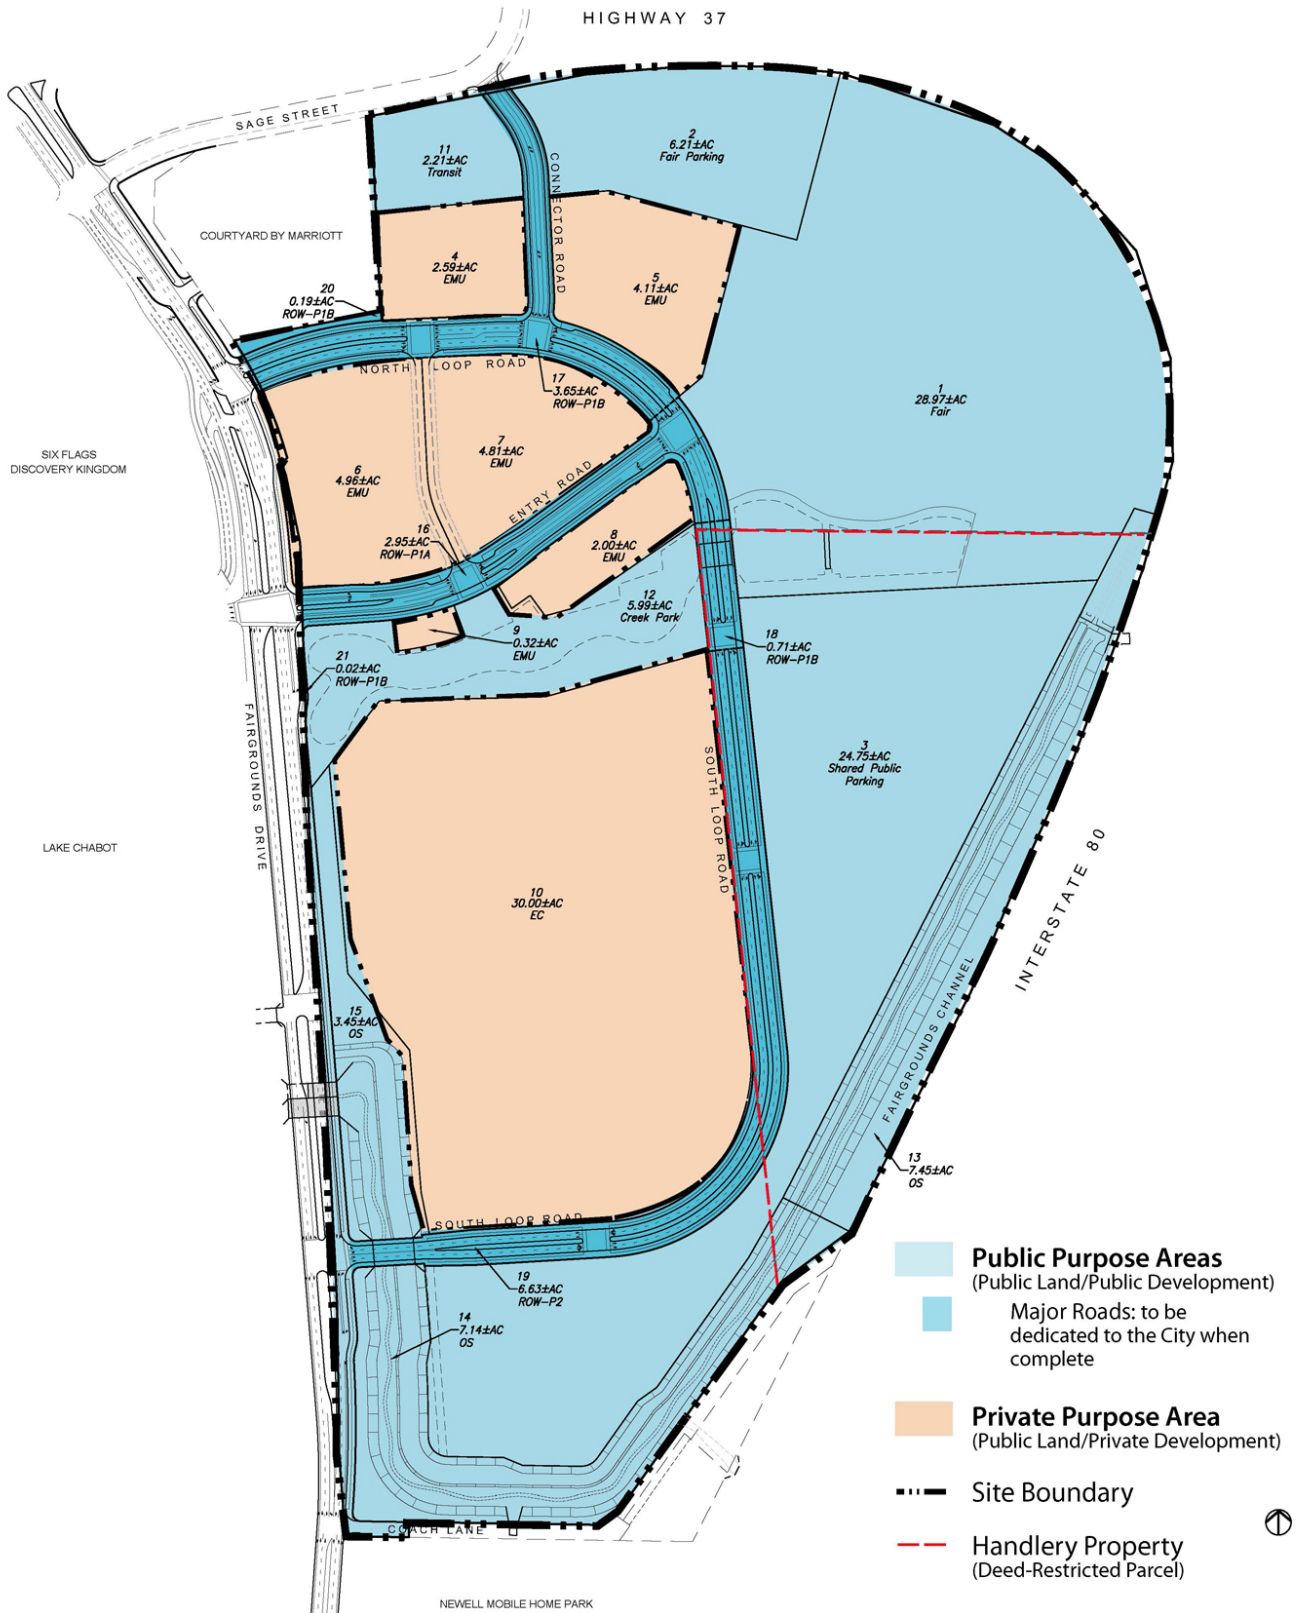 HIGHWAY 37
SAGE STREET
11
2.21±AC
Transit
2
6.21±AC
Fair Parking
CONNECTOR ROAD
COURTYARD BY MARRIOTT
4
2.59±AC
EMU
5
4.11±AC
EMU
20
0.19±AC
ROW-P1B
NORTH LOOP ROAD
17
3.65±AC
ROW-P1B
1
28.97±AC
Fair
SIX FLAGS
DISCOVERY KINGDOM
6
4.96±AC
EMU
7
4.81±AC
EMU
ENTRY ROAD
16
2.95±AC
ROW-P1A
8
2.00±AC
EMU
12
5.99±AC
Creek Park
9
0.32±AC
EMU
18
0.71±AC
ROW-P1B
21
0.02±AC
ROW-P1B
FAIRGROUNDS DRIVE
SOUTH LOOP ROAD
3
24.75±AC
Shared Public
Parking
LAKE CHABOT
INTERSTATE 80
10
30.00±AC
EC
FAIRGROUNDS CHANNEL
15
3.45±AC
OS
13
7.45±AC
OS
SOUTH LOOP ROAD
19
6.63±AC
ROW-P2
14
7.14±AC
OS
COACH LANE
NEWELL MOBILE HOME PARK
Public Purpose Areas
(Public Land/Public Development)
Major Roads: to be
dedicated to the City when
complete
Private Purpose Area
(Public Land/Private Development)
Site Boundary
Handlery Property
(Deed-Restricted Parcel)